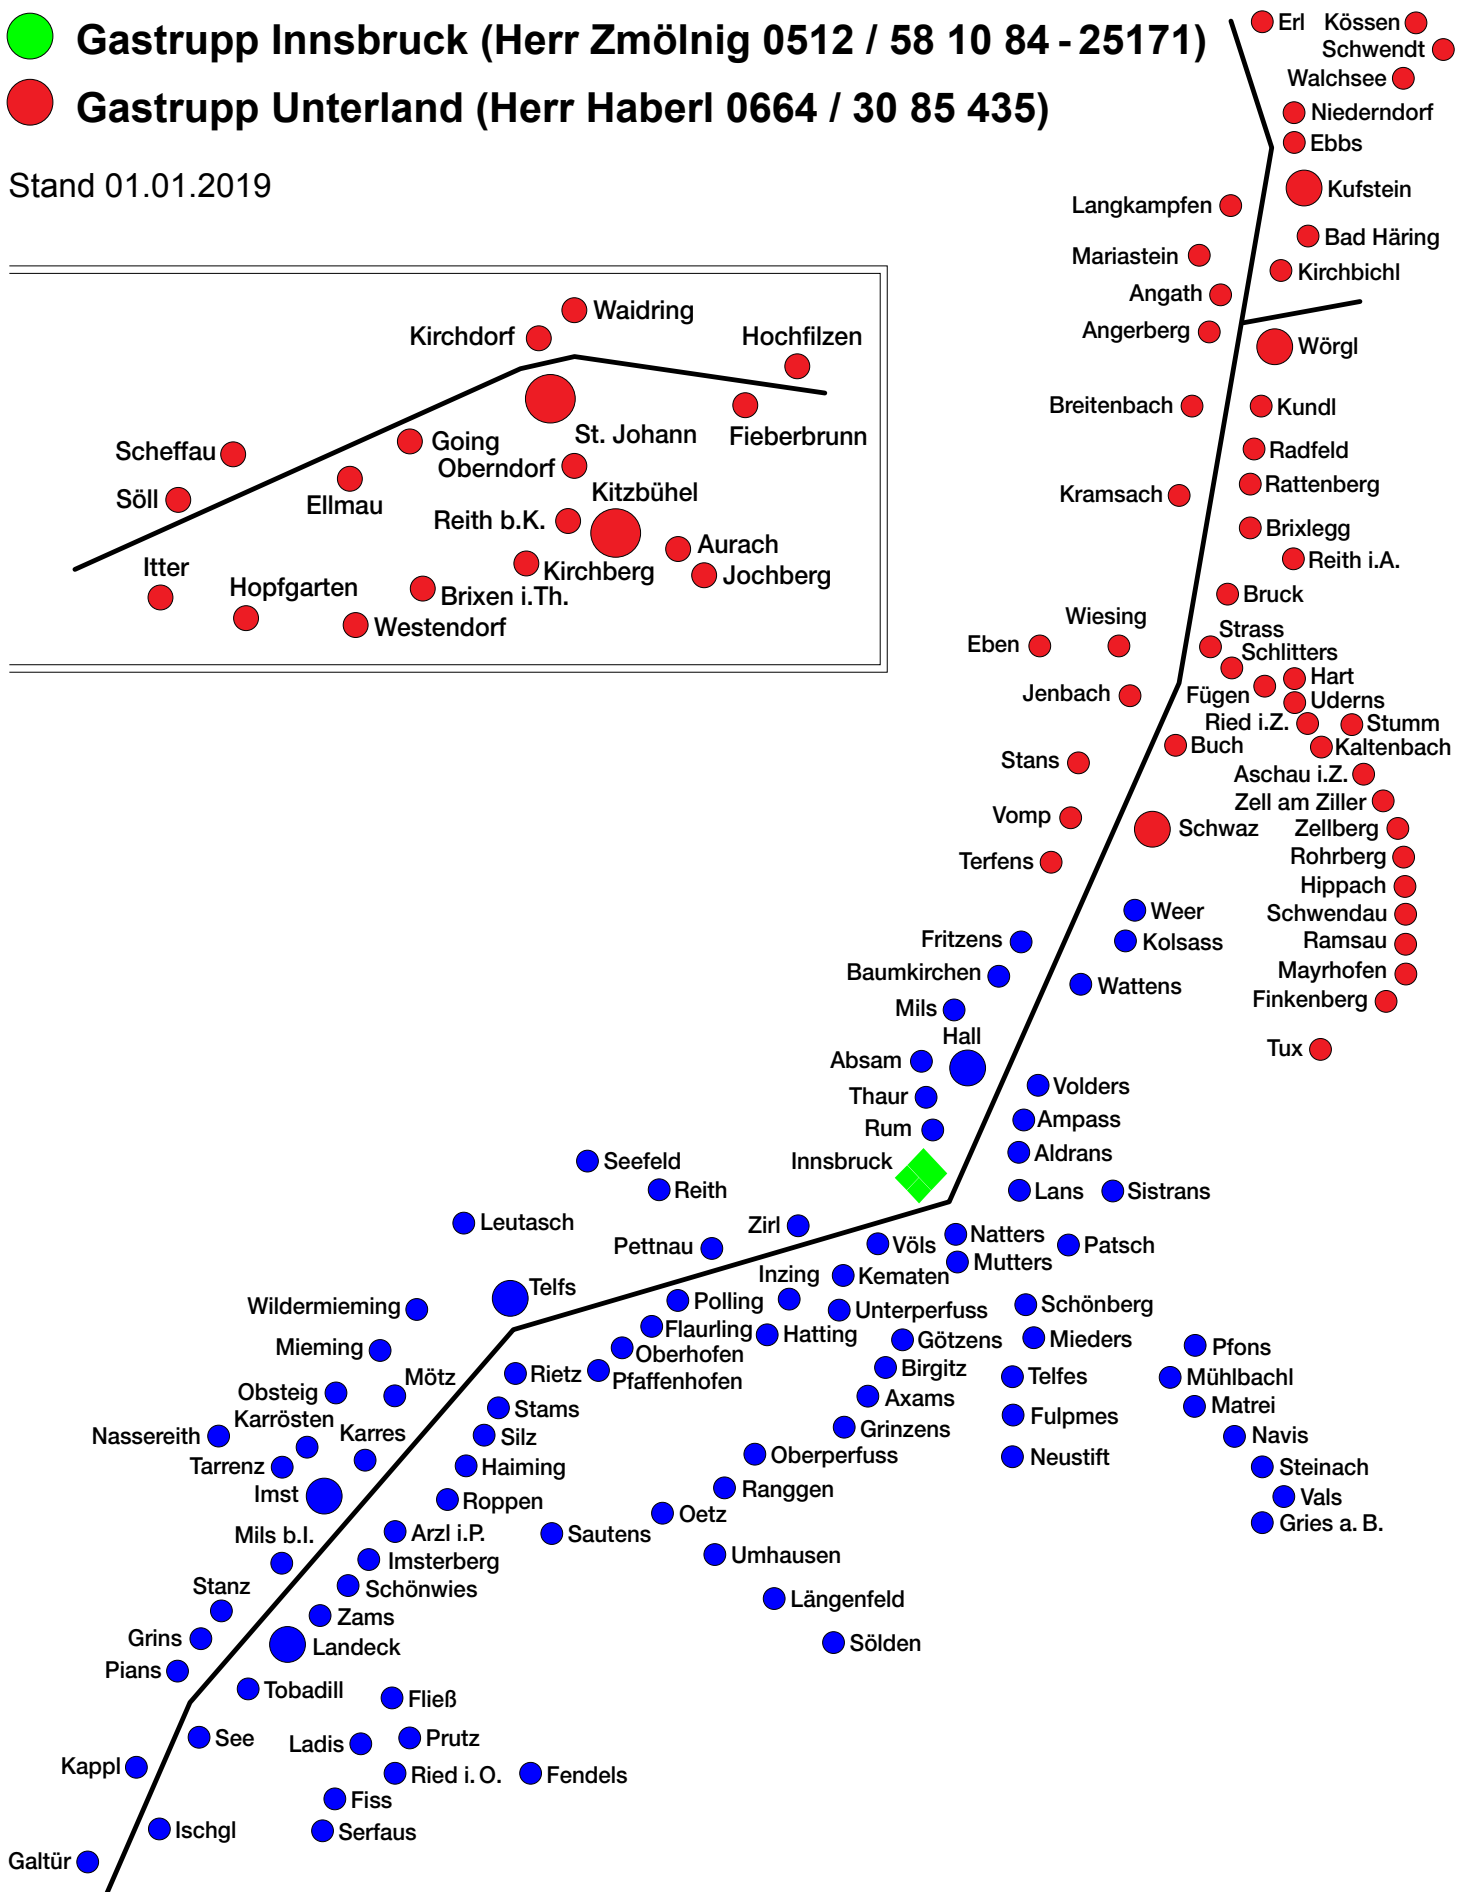 Gastrupp Innsbruck (Herr Zmölnig 0512 / 58 10 84 - 25171)
Gastrupp Unterland (Herr Haberl 0664 / 30 85 435)
Stand 01.01.2019
Erl
Kössen
Schwendt
Walchsee
Niederndorf
Ebbs
Kufstein
Langkampfen
Bad Häring
Mariastein
Kirchbichl
Angath
Angerberg
Wörgl
Breitenbach
Kundl
Radfeld
Kramsach
Rattenberg
Brixlegg
Reith i.A.
Bruck
Waidring
Kirchdorf
Hochfilzen
St. Johann
Fieberbrunn
Going
Scheffau
Oberndorf
Söll
Ellmau
Kitzbühel
Reith b.K.
Aurach
Itter
Kirchberg
Jochberg
Hopfgarten
Brixen i.Th.
Westendorf
Wiesing
Eben
Strass
Schlitters
Jenbach
Fügen
Hart
Uderns
Ried i.Z.
Stumm
Buch
Kaltenbach
Stans
Aschau i.Z.
Zell am Ziller
Vomp
Schwaz
Zellberg
Terfens
Rohrberg
Hippach
Weer
Schwendau
Fritzens
Kolsass
Ramsau
Baumkirchen
Wattens
Mayrhofen
Finkenberg
Mils
Hall
Tux
Absam
Volders
Thaur
Ampass
Rum
Aldrans
Innsbruck
Lans
Sistrans
Seefeld
Reith
Leutasch
Zirl
Pettnau
Völs
Natters
Patsch
Mutters
Inzing
Kematen
Telfs
Wildermieming
Polling
Unterperfuss
Schönberg
Flaurling
Hatting
Götzens
Mieders
Pfons
Mieming
Oberhofen
Birgitz
Mötz
Rietz
Pfaffenhofen
Telfes
Mühlbachl
Obsteig
Axams
Matrei
Karrösten
Stams
Fulpmes
Nassereith
Karres
Silz
Grinzens
Navis
Tarrenz
Haiming
Oberperfuss
Neustift
Steinach
Imst
Roppen
Ranggen
Vals
Oetz
Gries a. B.
Mils b.I.
Arzl i.P.
Sautens
Imsterberg
Umhausen
Stanz
Schönwies
Längenfeld
Zams
Grins
Landeck
Sölden
Pians
Tobadill
Fließ
See
Ladis
Prutz
Kappl
Ried i. O.
Fendels
Fiss
Ischgl
Serfaus
Galtür